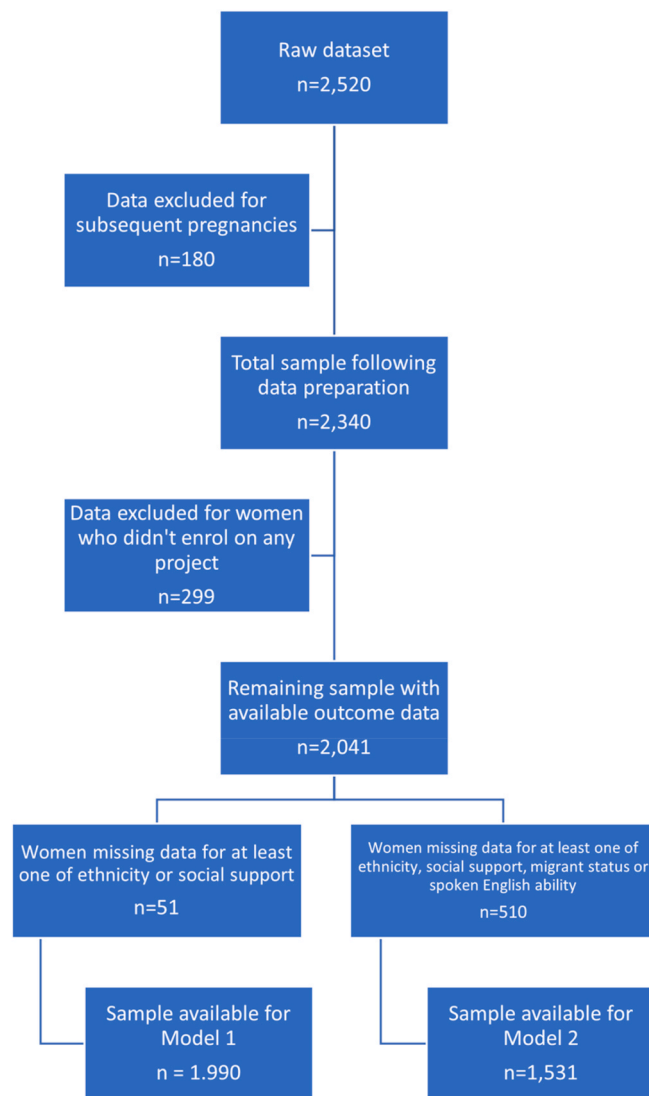 Raw dataset
n=2,520
Data excluded for
subsequent pregnancies
n=180
Total sample following
data preparation
n=2,340
Data excluded for women
who didn't enrol on any
project
n=299
Remaining sample with
available outcome data
n=2,041
Women missing data for at least
one of ethnicity or social support
n=51
Women missing data for at least one of
ethnicity, social support, migrant status or
spoken English ability
n=510
Sample available for
Model 1
n = 1.990
Sample available for
Model 2
n=1,531